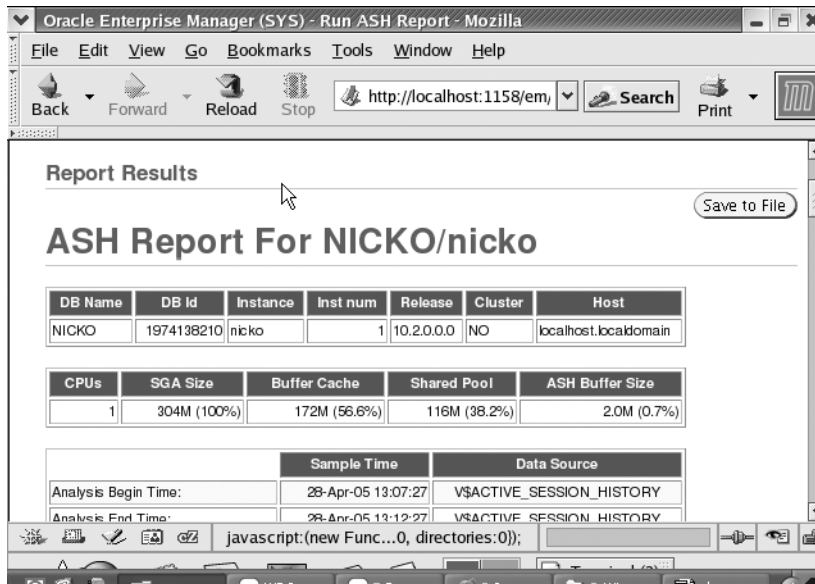 Oracle Enterprise Manager (SYS) - Run ASH Report - Mozilla
File Edit View Go Bookmarks Tools Window Help
Back Forward Reload Stop http://localhost:1158/em/ Search Print
Report Results
Save to File
ASH Report For NICKO/nicko
DB Name DB Id Instance Inst num Release Cluster Host
NICKO 1974138210 nicko 1 10.2.0.0.0 NO localhost.localdomain
CPUs SGA Size Buffer Cache Shared Pool ASH Buffer Size
1 304M (100%) 172M (56.6%) 116M (38.2%) 2.0M (0.7%)
Sample Time Data Source
Analysis Begin Time: 28-Apr-05 13:07:27 V$ACTIVE_SESSION_HISTORY
Analysis End Time: 28-Apr-05 13:12:27 V$ACTIVE_SESSION_HISTORY
javascript:(new Func...0, directories:0));